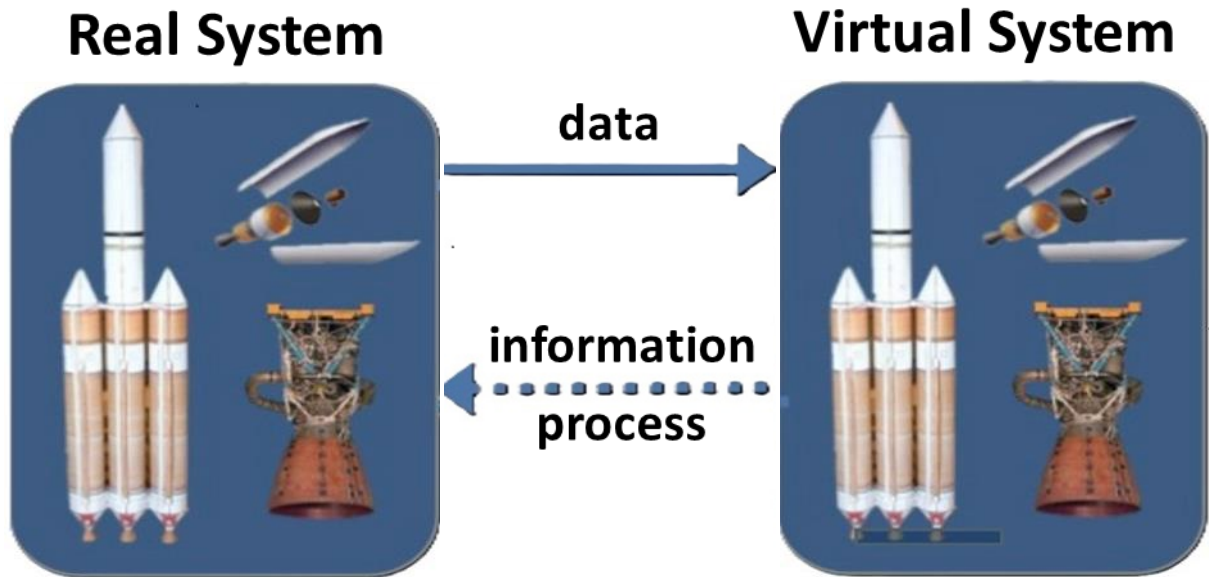 Real System
Virtual System
data
information
process